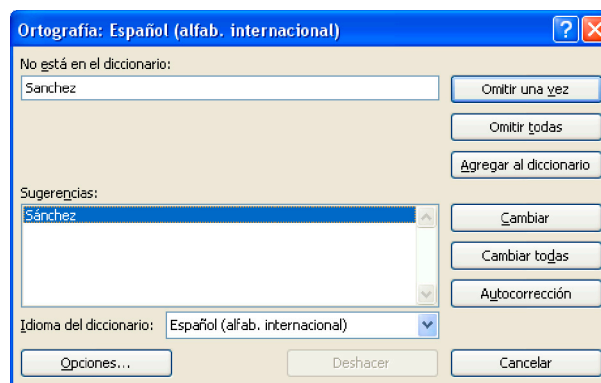 Ortografía: Español (alfab. internacional)
No está en el diccionario:
Sanchez
Omitir una vez
Omitir todas
Agregar al diccionario
Sugerencias:
Sánchez
Cambiar
Cambiar todas
Autocorrección
Idioma del diccionario: Español (alfab. internacional)
Opciones... Deshacer Cancelar